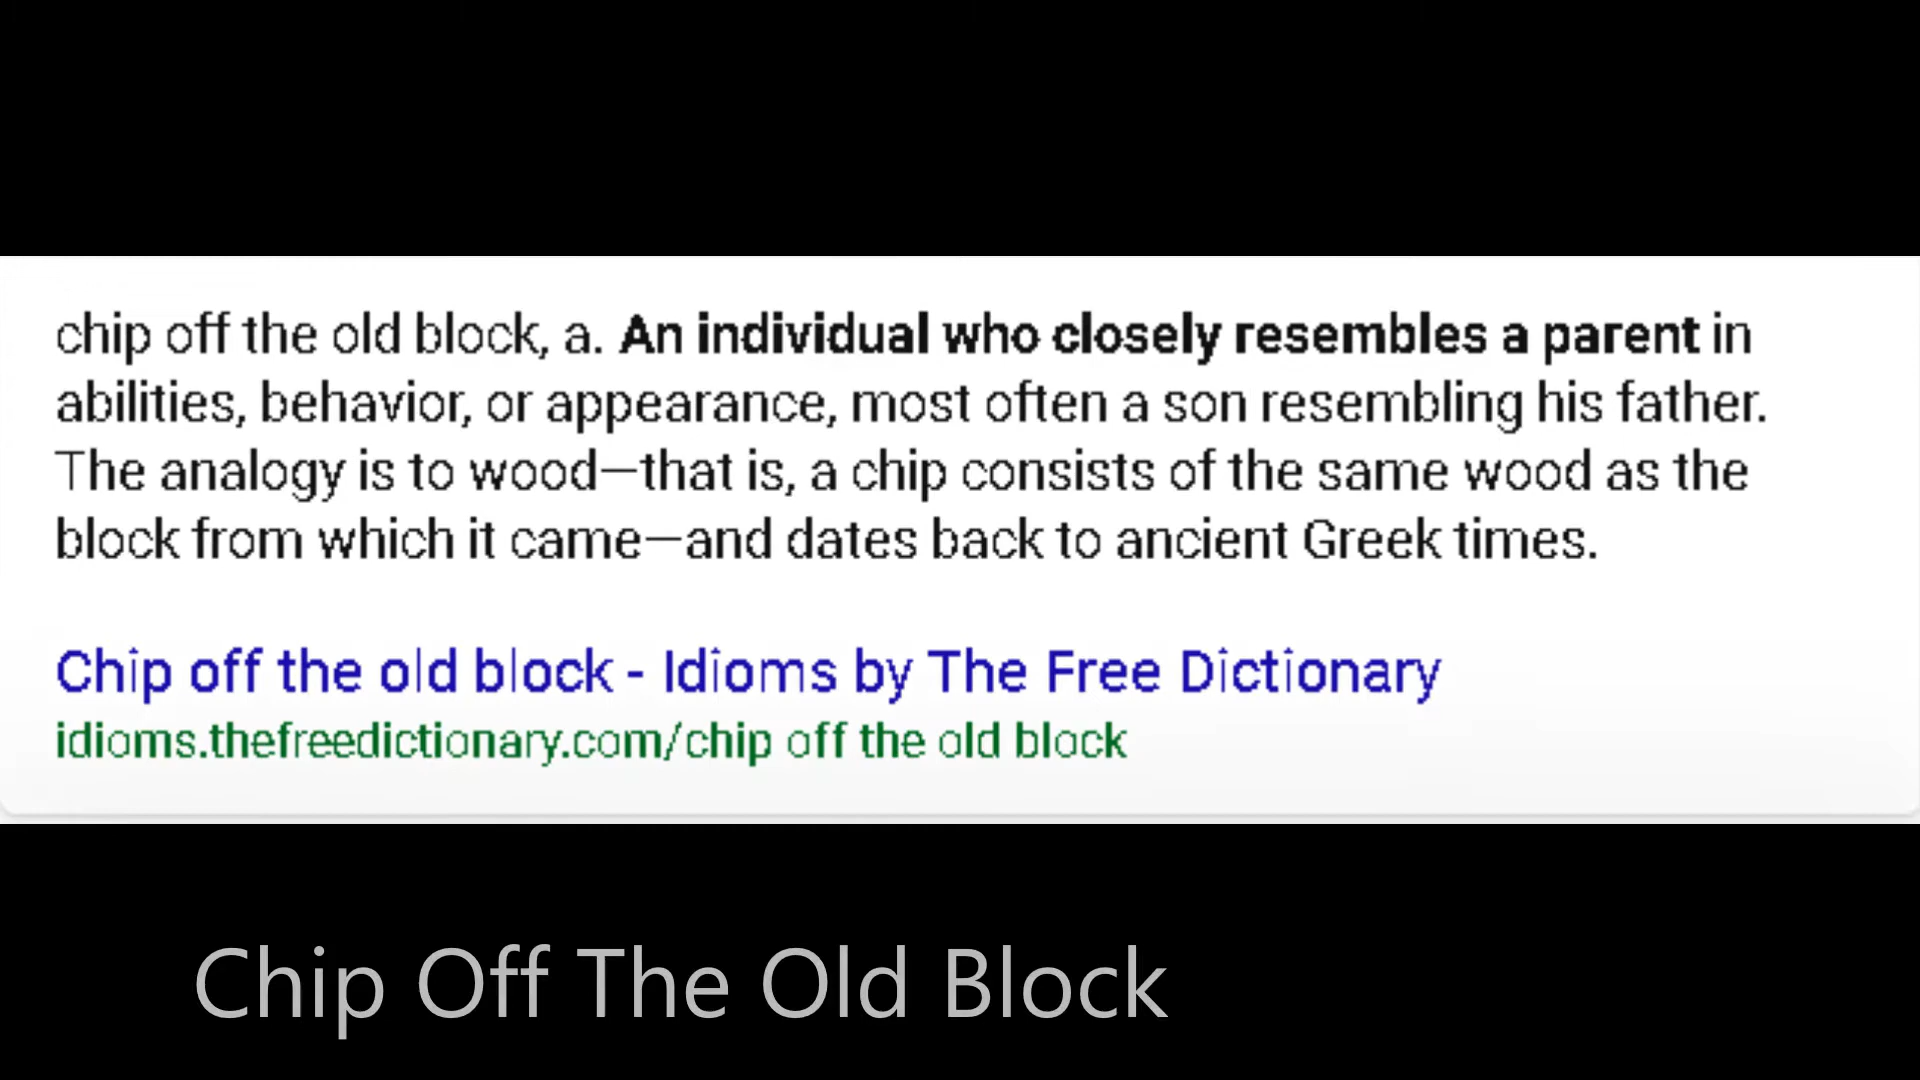 chip off the old block, a. An individual who closely resembles a parent in
abilities, behavior, or appearance, most often a son resembling his father.
The analogy is to wood—that is, a chip consists of the same wood as the
block from which it came—and dates back to ancient Greek times.
Chip off the old block - Idioms by The Free Dictionary
idioms.thefreedictionary.com/chip off the old block
Chip Off The Old Block